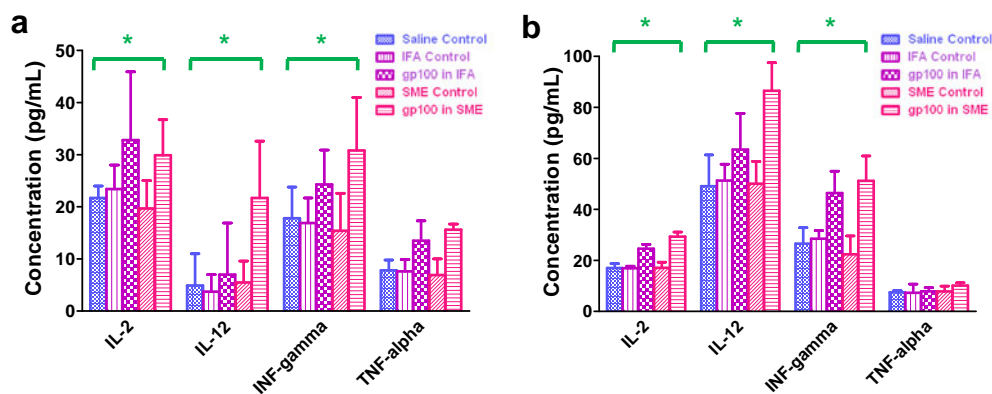 a
* * *
Saline Control
IFA Control
gp100 in IFA
SME Control
gp100 in SME
Concentration (pg/mL)
50
40
30
20
10
0
IL-2
IL-12
INF-gamma
TNF-alpha
b
* * *
Saline Control
IFA Control
gp100 in IFA
SME Control
gp100 in SME
Concentration (pg/mL)
100
80
60
40
20
0
IL-2
IL-12
INF-gamma
TNF-alpha